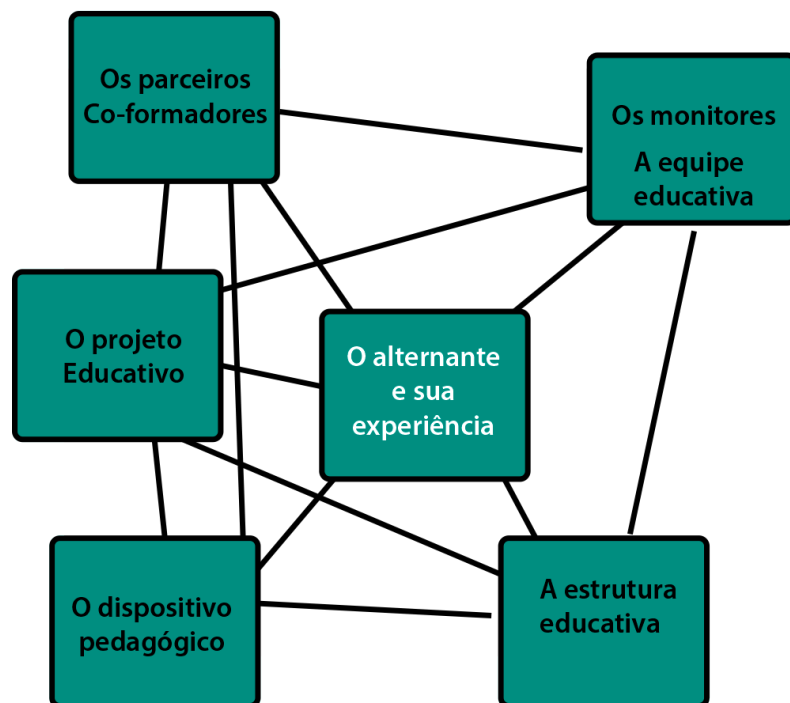 Os parceiros
Co-formadores
Os monitores
A equipe
educativa
O projeto
Educativo
O alternante
e sua
experiência
O dispositivo
pedagógico
A estrutura
educativa